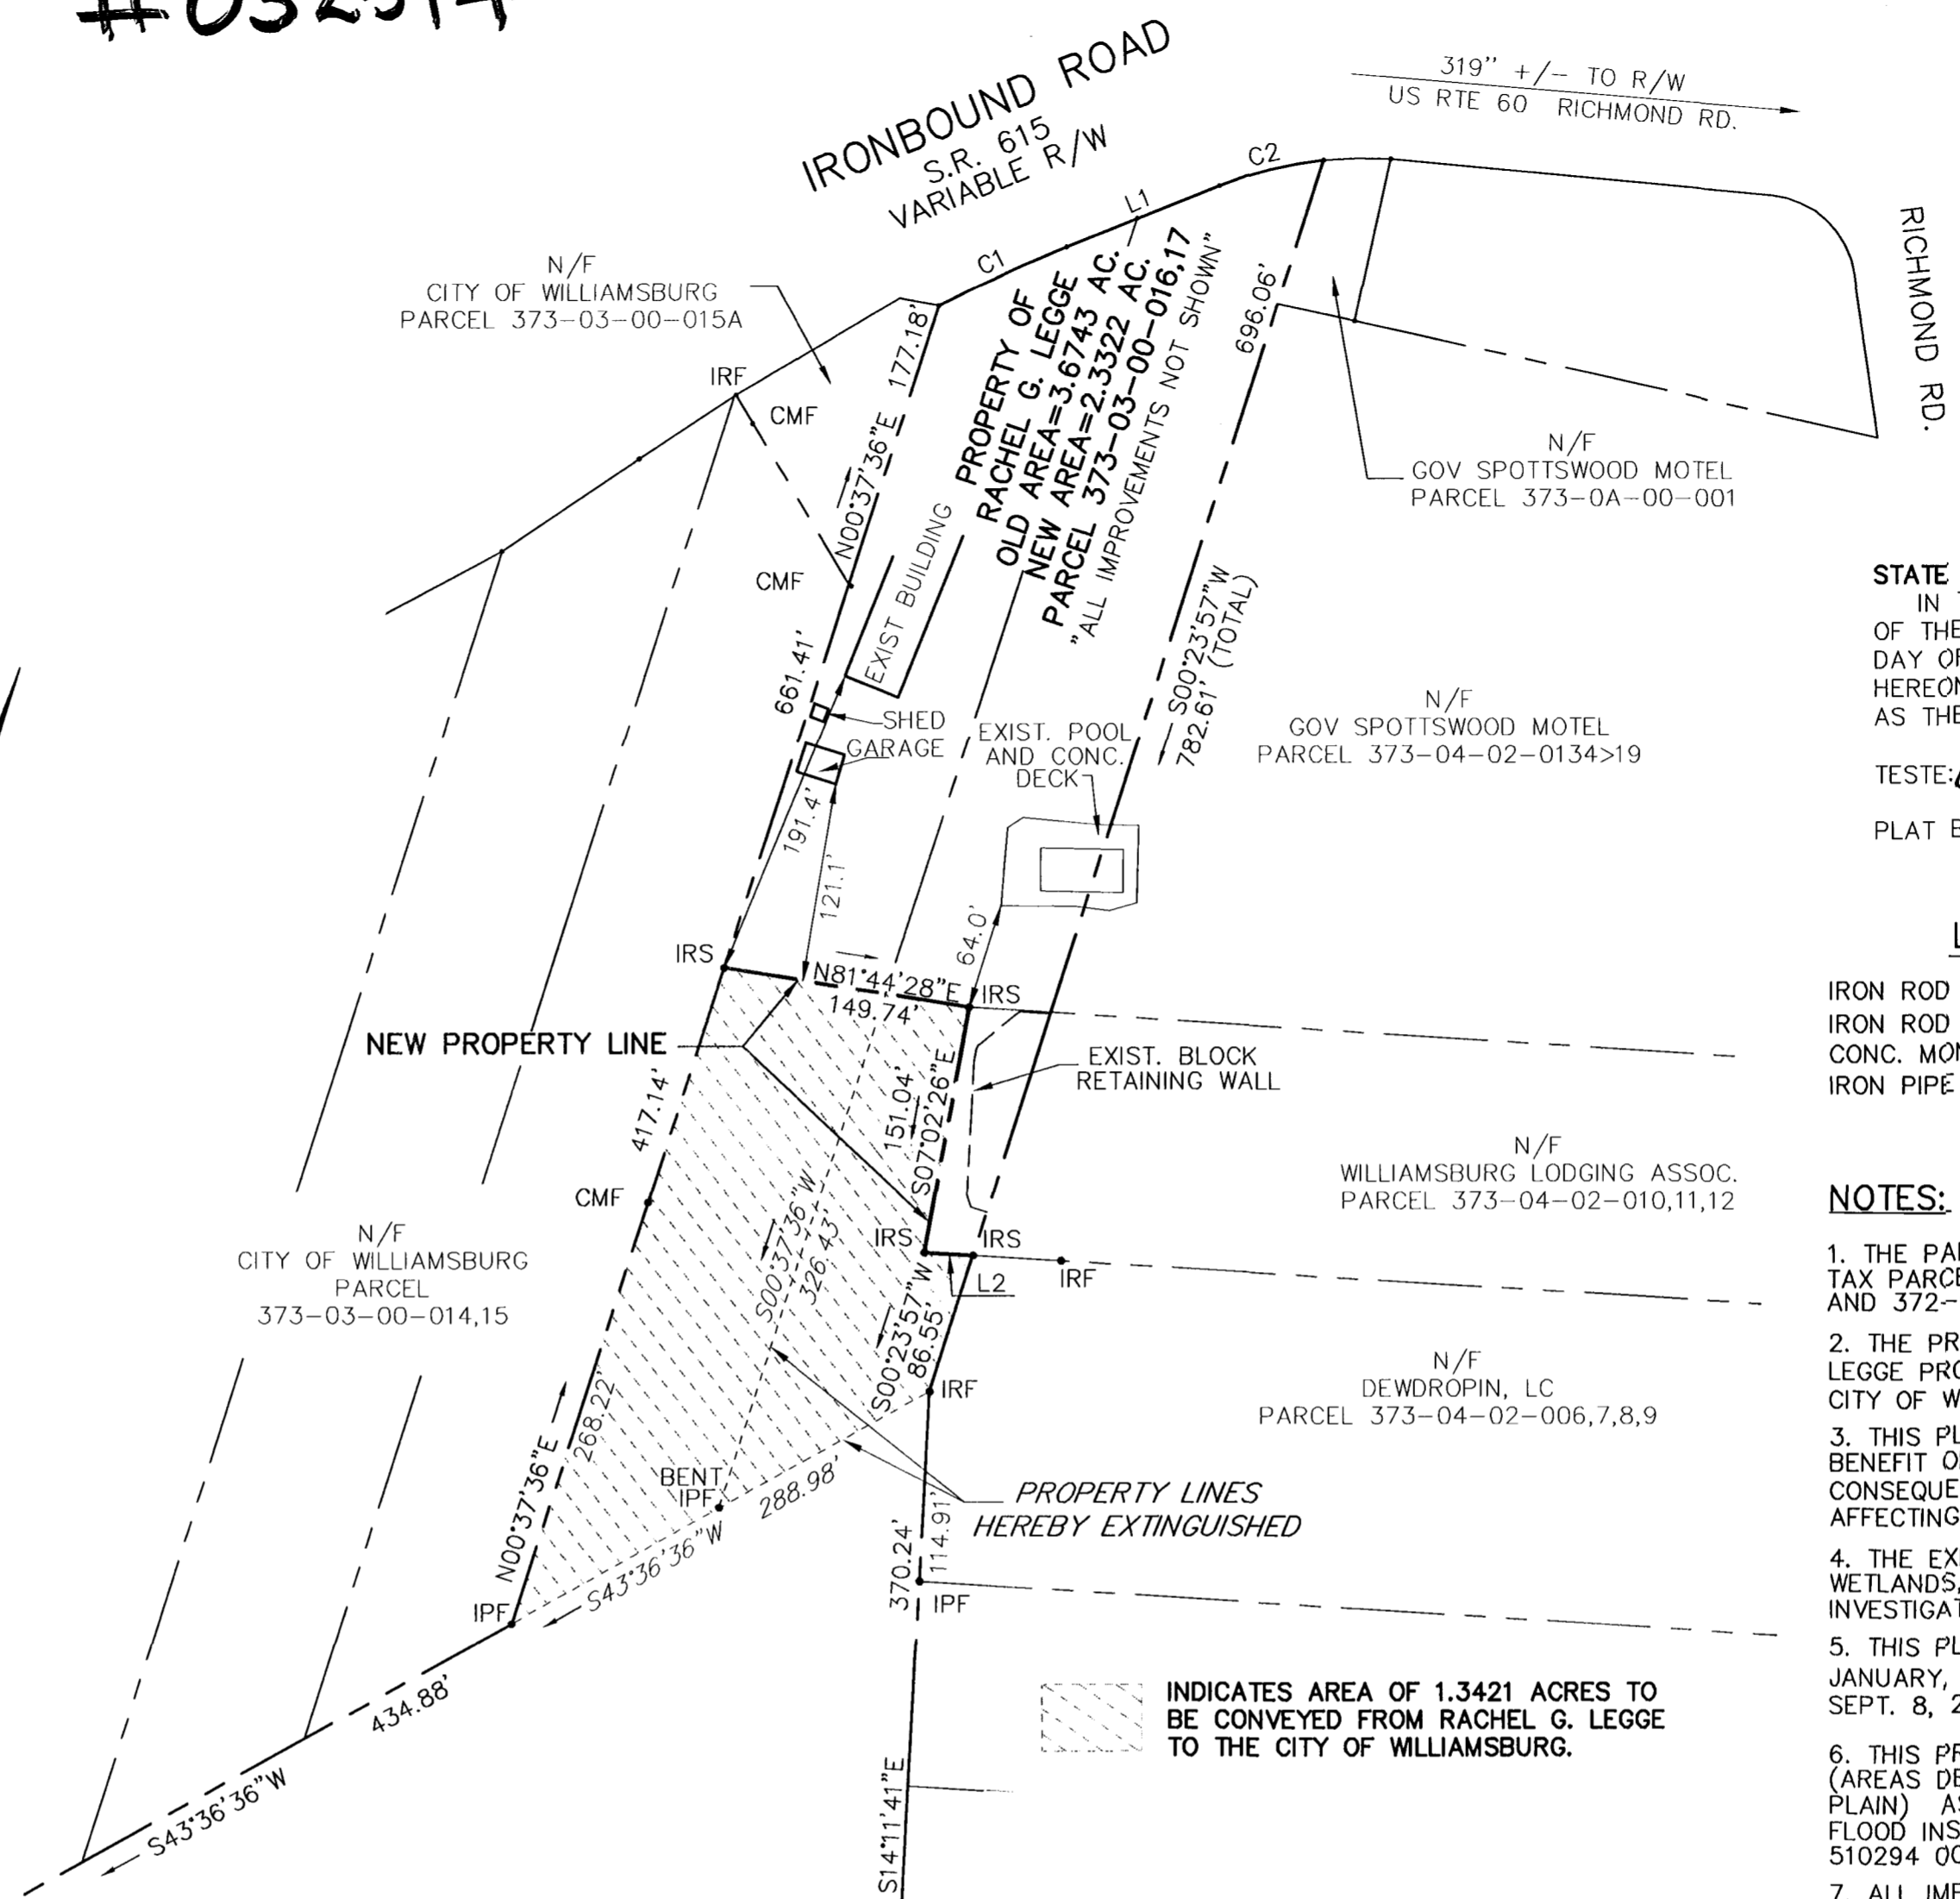 #032514
IRONBOUND ROAD
S.R. 615
VARIABLE R/W
319" +/- TO R/W
US RTE 60 RICHMOND RD.
RICHMOND RD.
C1
L1
C2
N/F
CITY OF WILLIAMSBURG
PARCEL 373-03-00-015A
IRF
CMF
CMF
N00°37'36"E 177.18'
PROPERTY OF
RACHEL G. LEGGE
OLD AREA=3.6743 AC.
NEW AREA=2.3322 AC.
PARCEL 373-03-00-016,17
"ALL IMPROVEMENTS NOT SHOWN"
696.06'
N/F
GOV SPOTTSWOOD MOTEL
PARCEL 373-0A-00-001
EXIST BUILDING
661.41'
SHED
GARAGE
EXIST. POOL
AND CONC.
DECK
S00°23'57"W
782.61' (TOTAL)
N/F
GOV SPOTTSWOOD MOTEL
PARCEL 373-04-02-0134>19
STATE
IN
OF THE
DAY OF
HEREON
AS THE
TESTE:
PLAT B
191.4'
121.1'
64.0'
IRS
N81°44'28"E
149.74'
IRS
NEW PROPERTY LINE
EXIST. BLOCK
RETAINING WALL
IRON ROD
IRON ROD
CONC. MON
IRON PIPE
417.14'
151.04'
S07°02'26"E
CMF
S00°37'36"W
326.43'
IRS
IRS
L2
IRF
N/F
WILLIAMSBURG LODGING ASSOC.
PARCEL 373-04-02-010,11,12
N/F
CITY OF WILLIAMSBURG
PARCEL
373-03-00-014,15
S00°23'57"W
86.55'
IRF
N/F
DEWDROPIN, LC
PARCEL 373-04-02-006,7,8,9
N00°37'36"E
268.22'
BENT
IPF
288.98'
S43°36'36"W
PROPERTY LINES
HEREBY EXTINGUISHED
370.24'
114.91'
IPF
IPF
434.88'
S43°36'36"W
S14°11'41"E
INDICATES AREA OF 1.3421 ACRES TO
BE CONVEYED FROM RACHEL G. LEGGE
TO THE CITY OF WILLIAMSBURG.
NOTES:
1. THE PAR
TAX PARCE
AND 372-
2. THE PR
LEGGE PRO
CITY OF W
3. THIS PL
BENEFIT O
CONSEQUE
AFFECTING
4. THE EX
WETLANDS,
INVESTIGAT
5. THIS PL
JANUARY,
SEPT. 8, 2
6. THIS PR
(AREAS DE
PLAIN) AS
FLOOD INS
510294 00
7. ALL IMP